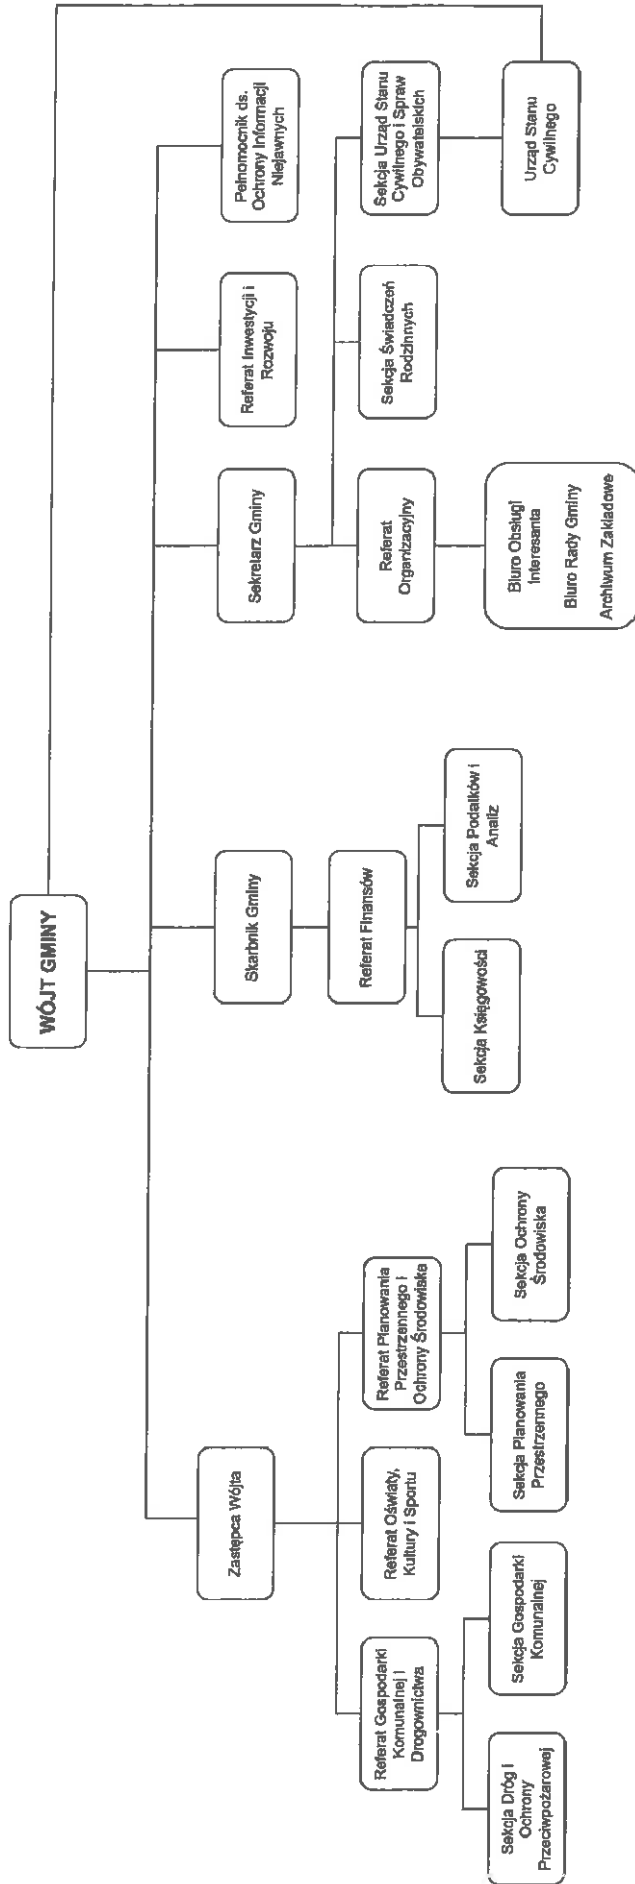 WÓJT GMINY
Zastępca Wójta
Skarbnik Gminy
Sekretarz Gminy
Referat Inwestycji i
Rozwoju
Pełnomocnik ds.
Ochrony Informacji
Niejawnych
Referat Gospodarki
Komunalnej i
Drogownictwa
Referat Oświaty,
Kultury i Sportu
Referat Planowania
Przestrzennego i
Ochrony Środowiska
Referat Finansów
Referat
Organizacyjny
Sekcja Świadczeń
Rodzinnych
Sekcja Urząd Stanu
Cywilnego i Spraw
Obywatelskich
Sekcja Dróg i
Ochrony
Przeciwpożarowej
Sekcja Gospodarki
Komunalnej
Sekcja Planowania
Przestrzennego
Sekcja Ochrony
Środowiska
Sekcja Księgowości
Sekcja Podatków i
Analiz
Biuro Obsługi
Interesanta
Biuro Rady Gminy
Archiwum Zakładowe
Urząd Stanu
Cywilnego